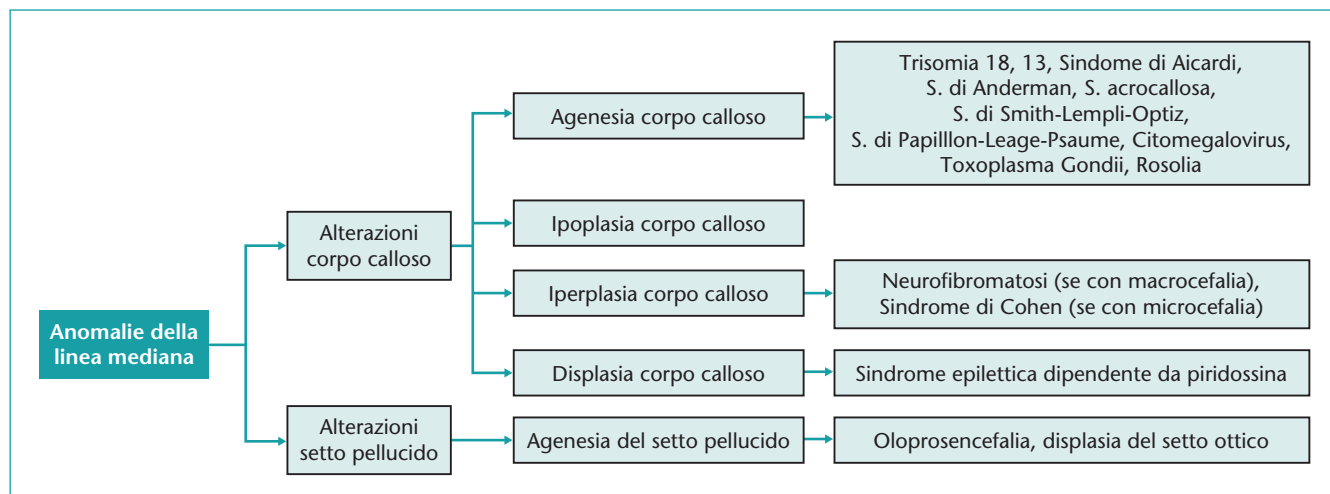 Anomalie della
linea mediana
Alterazioni
corpo calloso
Agenesia corpo calloso
Trisomia 18, 13, Sindome di Aicardi,
S. di Anderman, S. acrocallosa,
S. di Smith-Lempli-Optiz,
S. di Papilllon-Leage-Psaume, Citomegalovirus,
Toxoplasma Gondii, Rosolia
Ipoplasia corpo calloso
Iperplasia corpo calloso
Neurofibromatosi (se con macrocefalia),
Sindrome di Cohen (se con microcefalia)
Displasia corpo calloso
Sindrome epilettica dipendente da piridossina
Alterazioni
setto pellucido
Agenesia del setto pellucido
Oloprosencefalia, displasia del setto ottico